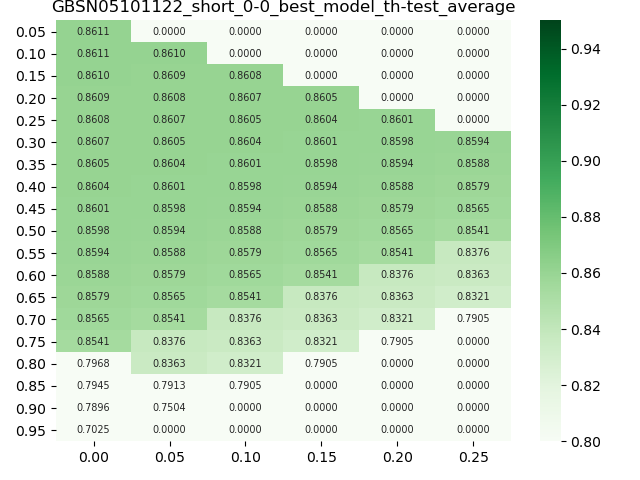 GBSN05101122_short_0-0_best_model_th-test_average
0.05 0.8611 0.0000 0.0000 0.0000 0.0000 0.0000
0.10 0.8611 0.8610 0.0000 0.0000 0.0000 0.0000
0.15 0.8610 0.8609 0.8608 0.0000 0.0000 0.0000
0.20 0.8609 0.8608 0.8607 0.8605 0.0000 0.0000
0.25 0.8608 0.8607 0.8605 0.8604 0.8601 0.0000
0.30 0.8607 0.8605 0.8604 0.8601 0.8598 0.8594
0.35 0.8605 0.8604 0.8601 0.8598 0.8594 0.8588
0.40 0.8604 0.8601 0.8598 0.8594 0.8588 0.8579
0.45 0.8601 0.8598 0.8594 0.8588 0.8579 0.8565
0.50 0.8598 0.8594 0.8588 0.8579 0.8565 0.8541
0.55 0.8594 0.8588 0.8579 0.8565 0.8541 0.8376
0.60 0.8588 0.8579 0.8565 0.8541 0.8376 0.8363
0.65 0.8579 0.8565 0.8541 0.8376 0.8363 0.8321
0.70 0.8565 0.8541 0.8376 0.8363 0.8321 0.7905
0.75 0.8541 0.8376 0.8363 0.8321 0.7905 0.0000
0.80 0.7968 0.8363 0.8321 0.7905 0.0000 0.0000
0.85 0.7945 0.7913 0.7905 0.0000 0.0000 0.0000
0.90 0.7896 0.7504 0.0000 0.0000 0.0000 0.0000
0.95 0.7025 0.0000 0.0000 0.0000 0.0000 0.0000
0.00 0.05 0.10 0.15 0.20 0.25
0.94
0.92
0.90
0.88
0.86
0.84
0.82
0.80